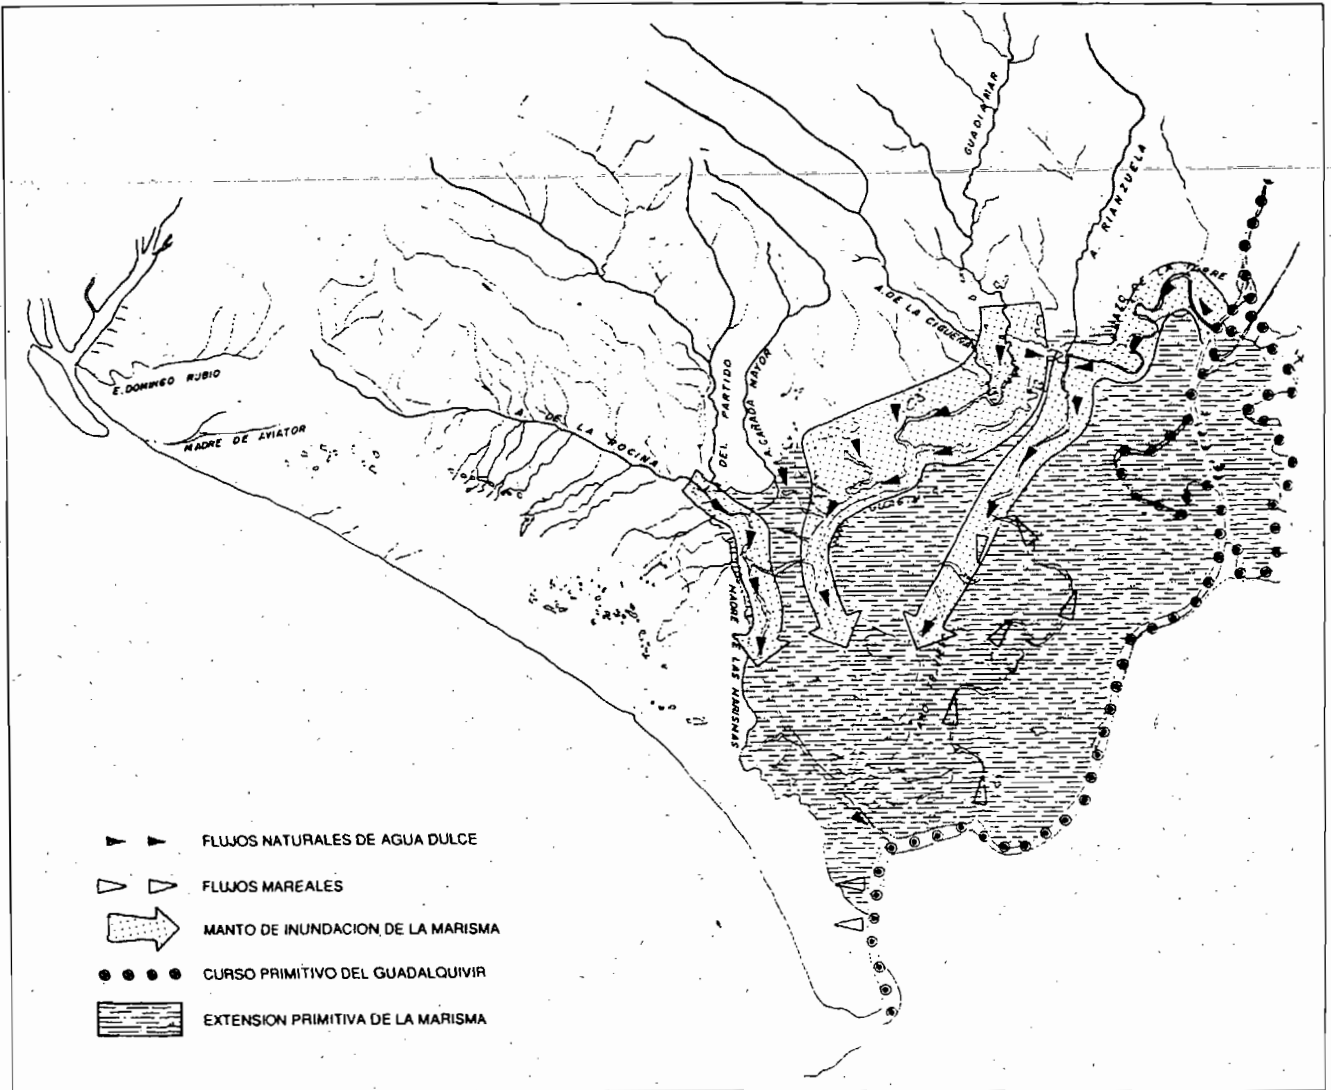 GUADIAMAR
A. RIANZUELA
DE LA TORRE
A. DE LA CIGUEÑA
E. DOMINGO RUBIO
MADRE DE AVIATOR
A. DE LA ROCINA
DEL PARTIDO
A. CAÑADA MAYOR
MADRE DE LAS MARISMAS
FLUJOS NATURALES DE AGUA DULCE
FLUJOS MAREALES
MANTO DE INUNDACION DE LA MARISMA
CURSO PRIMITIVO DEL GUADALQUIVIR
EXTENSION PRIMITIVA DE LA MARISMA